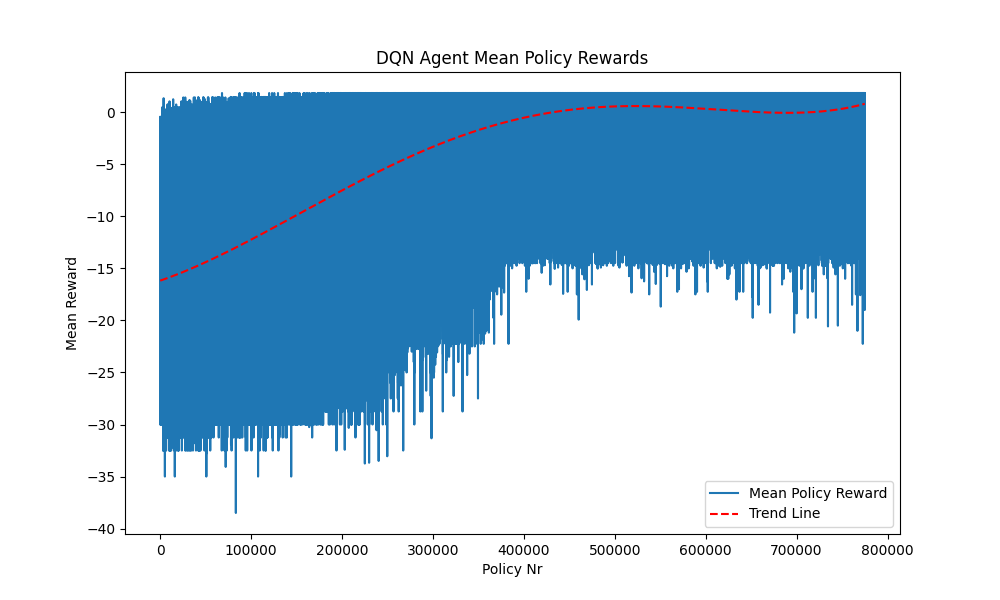 DQN Agent Mean Policy Rewards
Mean Reward
0
−5
−10
−15
−20
−25
−30
−35
−40
0 100000 200000 300000 400000 500000 600000 700000 800000
Policy Nr
Mean Policy Reward
Trend Line